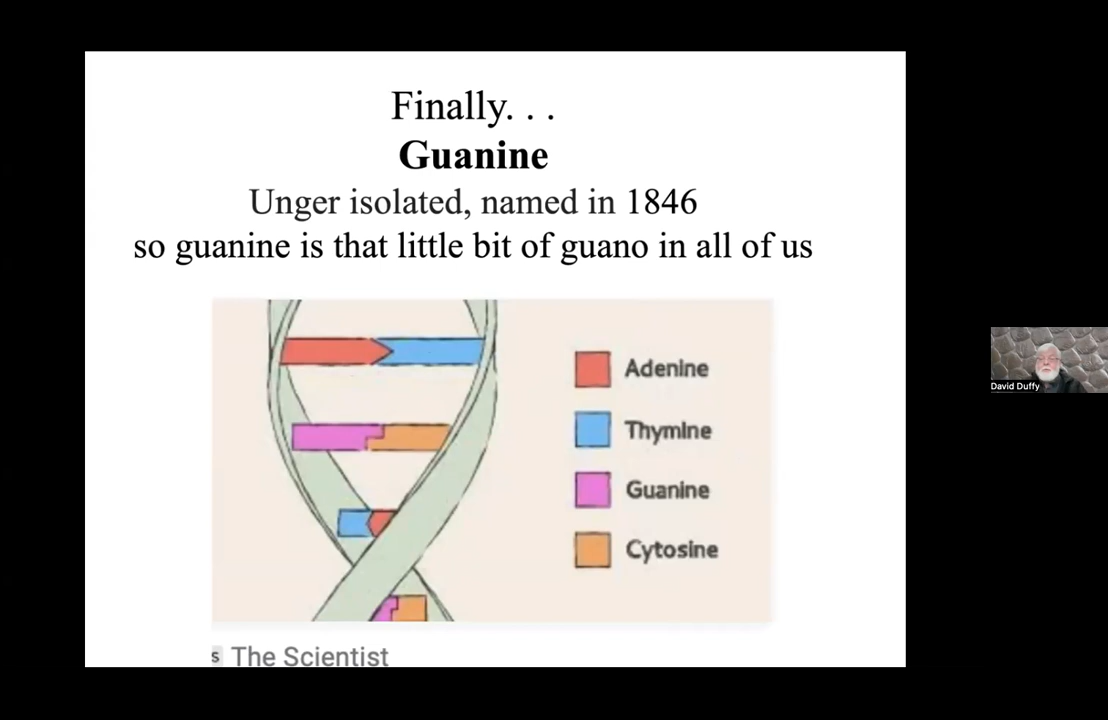 Finally. . .
Guanine
Unger isolated, named in 1846
so guanine is that little bit of guano in all of us
Adenine
Thymine
Guanine
Cytosine
s The Scientist
David Duffy